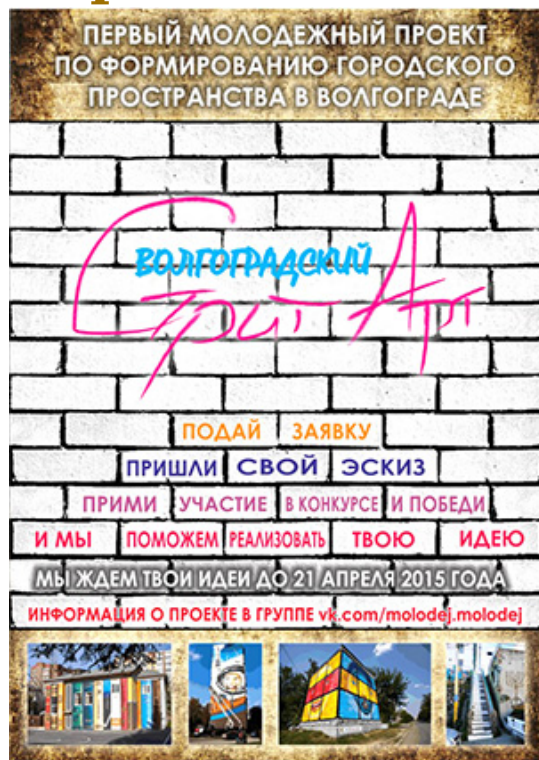 ПЕРВЫЙ МОЛОДЕЖНЫЙ ПРОЕКТ
ПО ФОРМИРОВАНИЮ ГОРОДСКОГО
ПРОСТРАНСТВА В ВОЛГОГРАДЕ
ВОЛГОГРАДСКИЙ
Стрит Арт
ПОДАЙ ЗАЯВКУ
ПРИШЛИ СВОЙ ЭСКИЗ
ПРИМИ УЧАСТИЕ В КОНКУРСЕ И ПОБЕДИ
И МЫ ПОМОЖЕМ РЕАЛИЗОВАТЬ ТВОЮ ИДЕЮ
МЫ ЖДЕМ ТВОИ ИДЕИ ДО 21 АПРЕЛЯ 2015 ГОДА
ИНФОРМАЦИЯ О ПРОЕКТЕ В ГРУППЕ vk.com/molodej.molodej